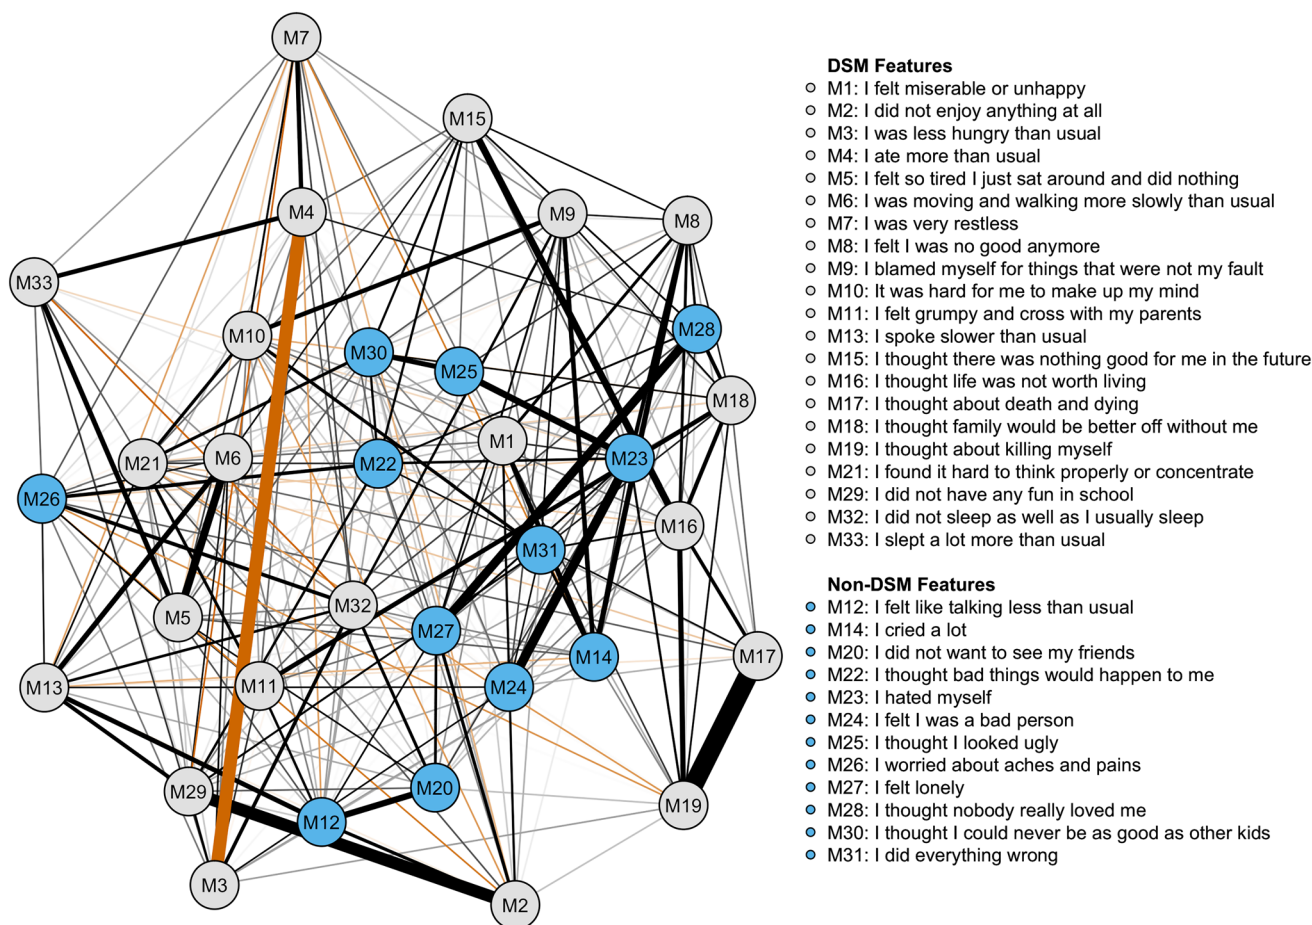 M7
M15
M4
M9
M8
M33
M10
M28
M30
M25
M18
M1
M21
M6
M22
M23
M26
M16
M31
M32
M5
M27
M14
M17
M13
M11
M24
M29
M20
M19
M12
M3
M2
DSM Features
M1: I felt miserable or unhappy
M2: I did not enjoy anything at all
M3: I was less hungry than usual
M4: I ate more than usual
M5: I felt so tired I just sat around and did nothing
M6: I was moving and walking more slowly than usual
M7: I was very restless
M8: I felt I was no good anymore
M9: I blamed myself for things that were not my fault
M10: It was hard for me to make up my mind
M11: I felt grumpy and cross with my parents
M13: I spoke slower than usual
M15: I thought there was nothing good for me in the future
M16: I thought life was not worth living
M17: I thought about death and dying
M18: I thought family would be better off without me
M19: I thought about killing myself
M21: I found it hard to think properly or concentrate
M29: I did not have any fun in school
M32: I did not sleep as well as I usually sleep
M33: I slept a lot more than usual
Non-DSM Features
M12: I felt like talking less than usual
M14: I cried a lot
M20: I did not want to see my friends
M22: I thought bad things would happen to me
M23: I hated myself
M24: I felt I was a bad person
M25: I thought I looked ugly
M26: I worried about aches and pains
M27: I felt lonely
M28: I thought nobody really loved me
M30: I thought I could never be as good as other kids
M31: I did everything wrong